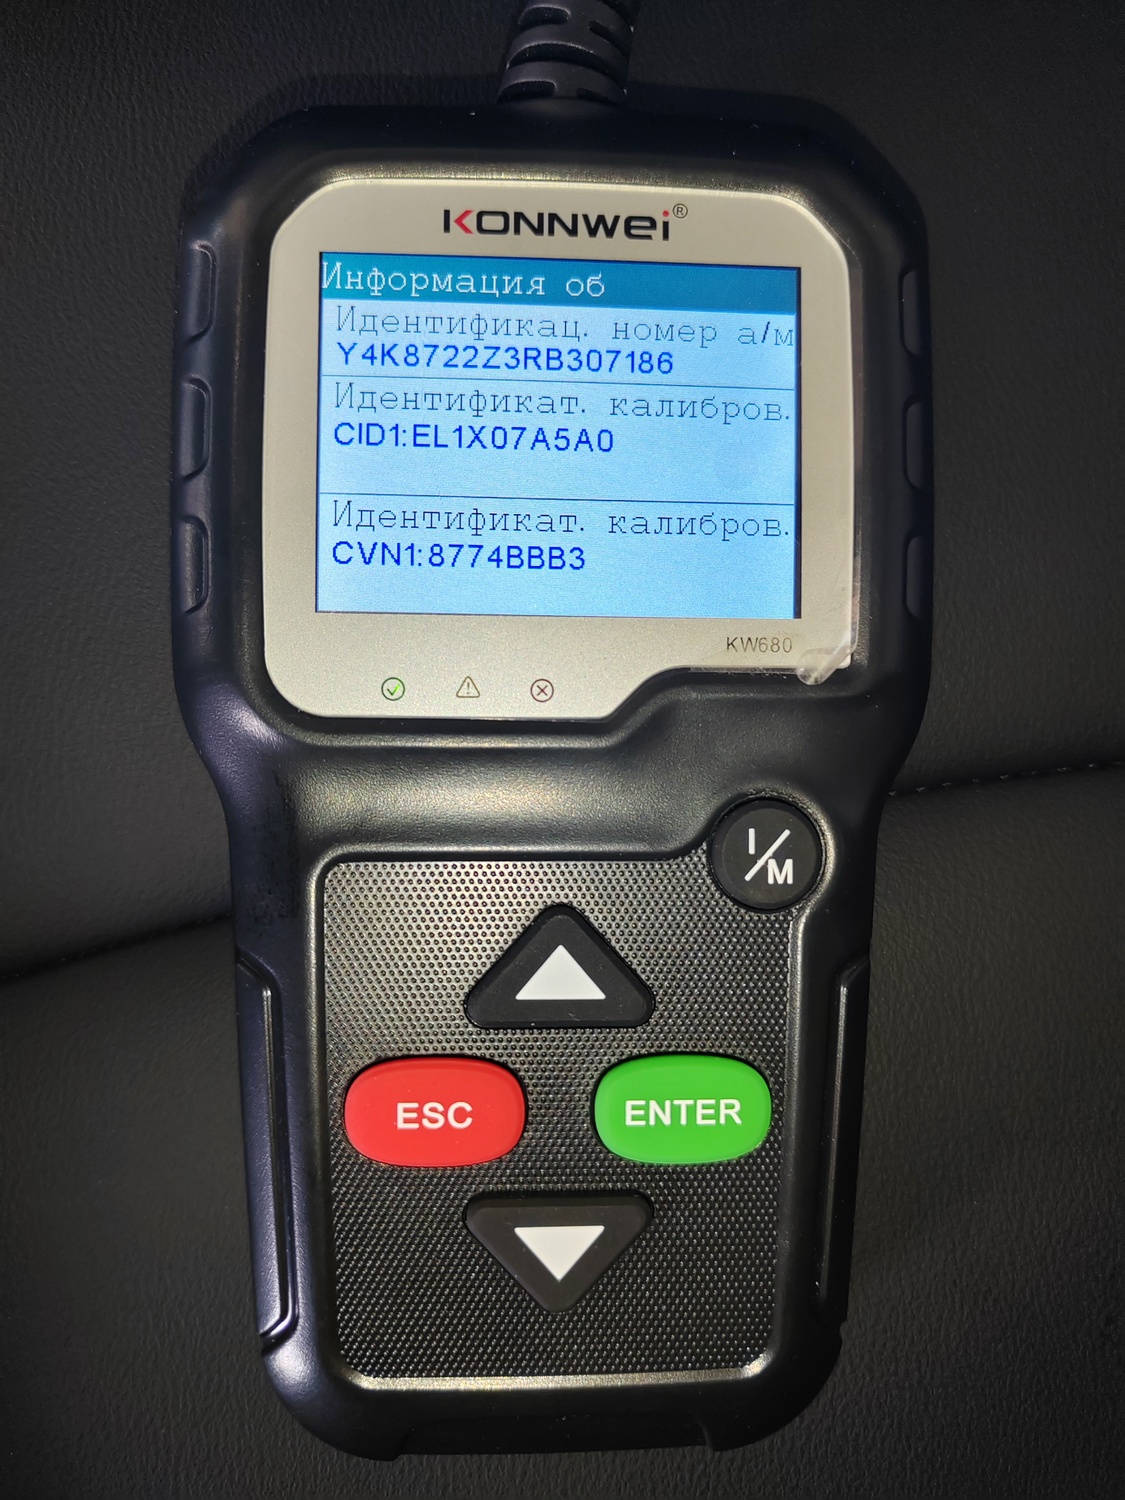 KONNWEI®
Информация об
Идентификац. номер а/м
Y4K8722Z3RB307186
Идентификат. калибров.
CID1:EL1X07A5A0
Идентификат. калибров.
CVN1:8774BBB3
KW680
I/M
ESC
ENTER